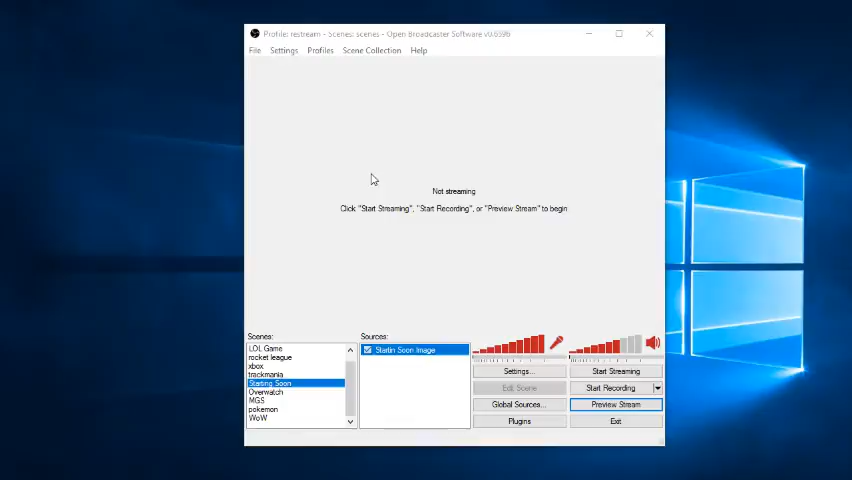 Profile: restream - Scenes: scenes - Open Broadcaster Software v0.659b
File Settings Profiles Scene Collection Help
Not streaming
Click "Start Streaming", "Start Recording", or "Preview Stream" to begin
Scenes:
LOL Game
rocket league
xbox
trackmania
Starting Soon
Overwatch
MGS
pokemon
WoW
Sources:
Startin Soon Image
Settings...
Start Streaming
Edit Scene
Start Recording
Global Sources...
Preview Stream
Plugins
Exit